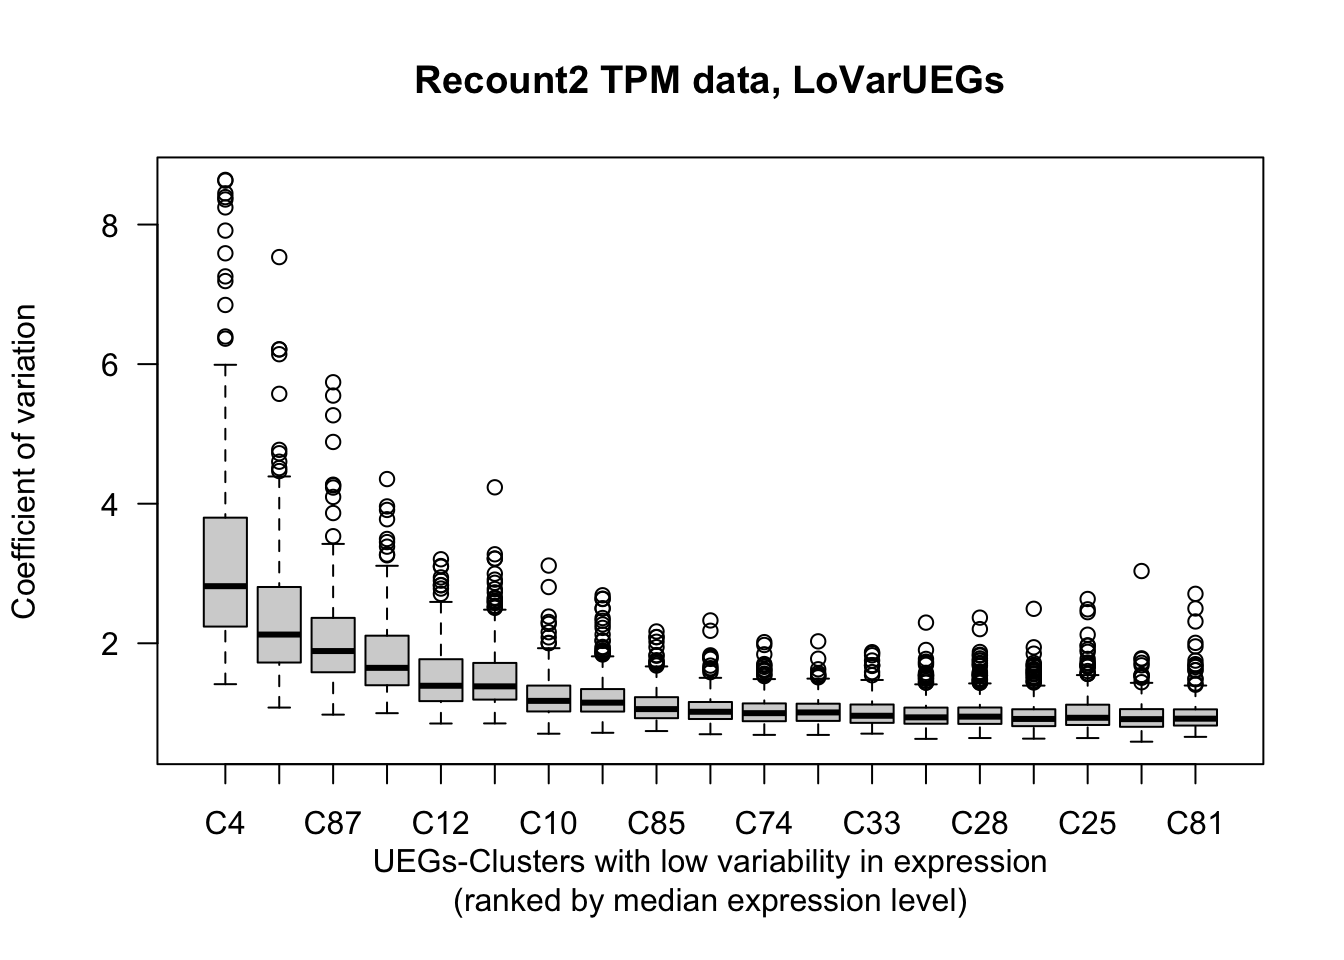 Recount2 TPM data, LoVarUEGs
Coefficient of variation
8
6
4
2
C4 C87 C12 C10 C85 C74 C33 C28 C25 C81
UEGs-Clusters with low variability in expression
(ranked by median expression level)